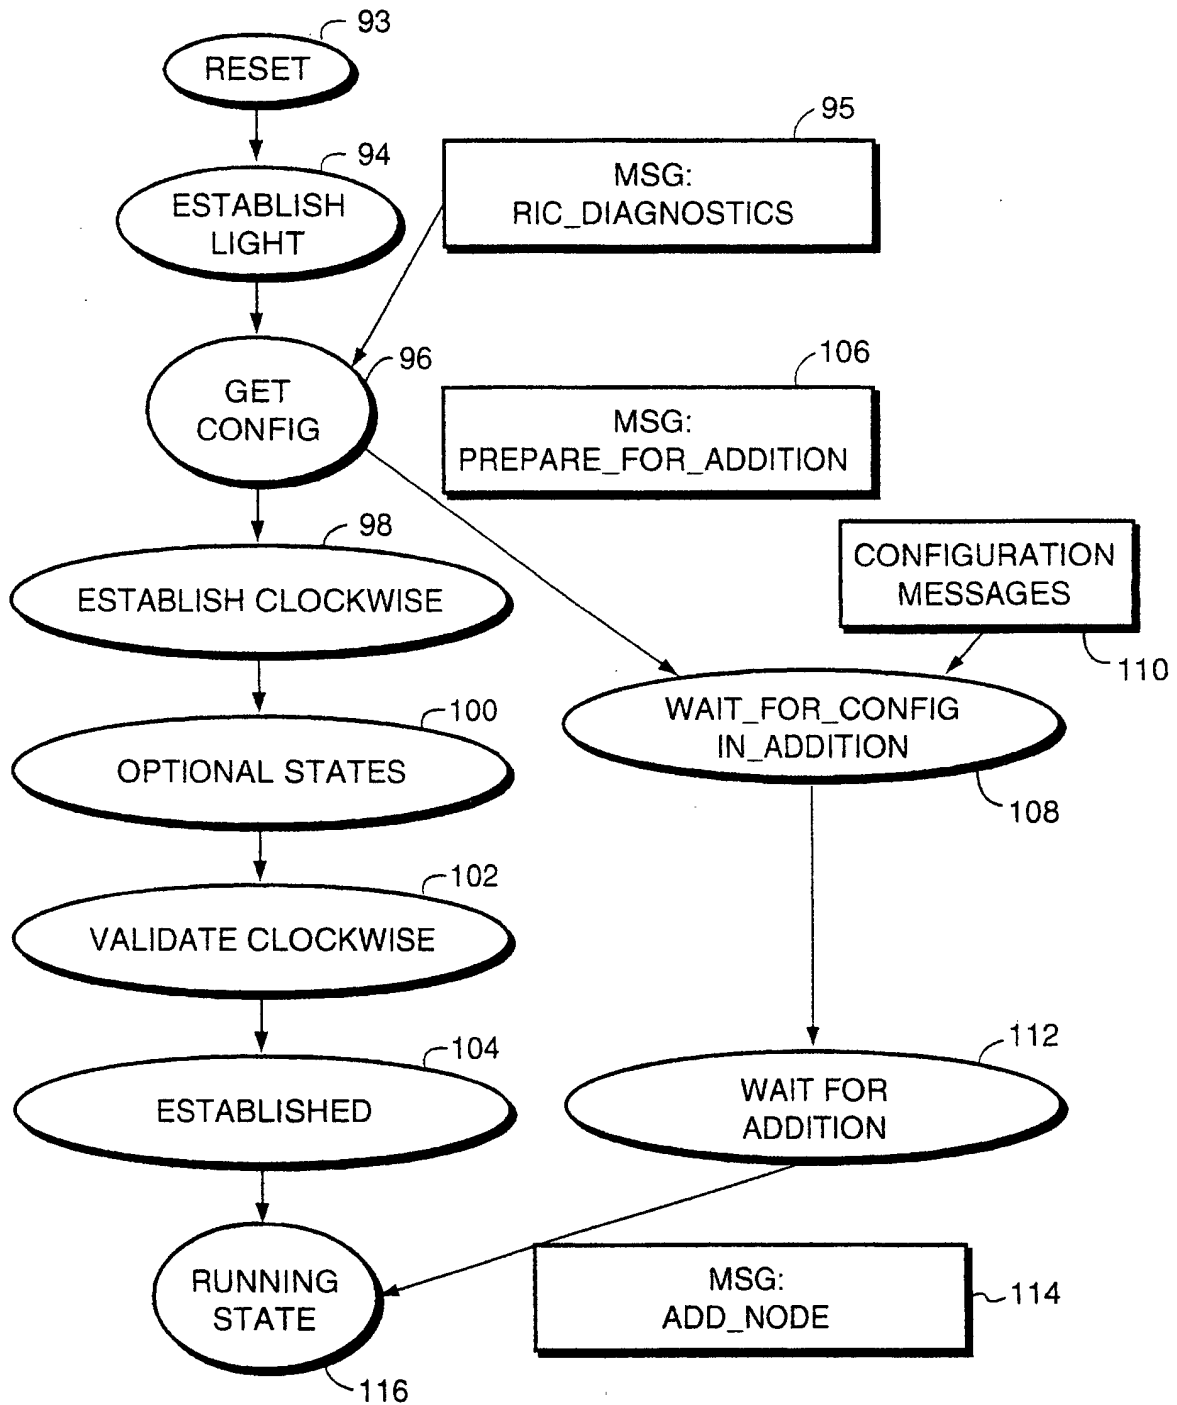 93
RESET
94
ESTABLISH
LIGHT
95
MSG:
RIC_DIAGNOSTICS
96
GET
CONFIG
106
MSG:
PREPARE_FOR_ADDITION
98
ESTABLISH CLOCKWISE
CONFIGURATION
MESSAGES
110
100
OPTIONAL STATES
WAIT_FOR_CONFIG
IN_ADDITION
108
102
VALIDATE CLOCKWISE
104
ESTABLISHED
112
WAIT FOR
ADDITION
RUNNING
STATE
116
MSG:
ADD_NODE
114